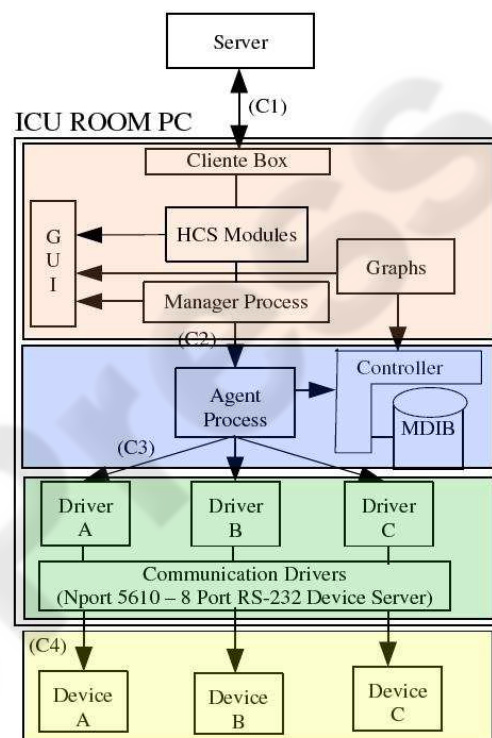 Server
(C1)
ICU ROOM PC
Cliente Box
G
U
I
HCS Modules
Graphs
Manager Process
(C2)
Controller
Agent
Process
MDIB
(C3)
Driver
A
Driver
B
Driver
C
Communication Drivers
(Nport 5610 – 8 Port RS-232 Device Server)
(C4)
Device
A
Device
B
Device
C